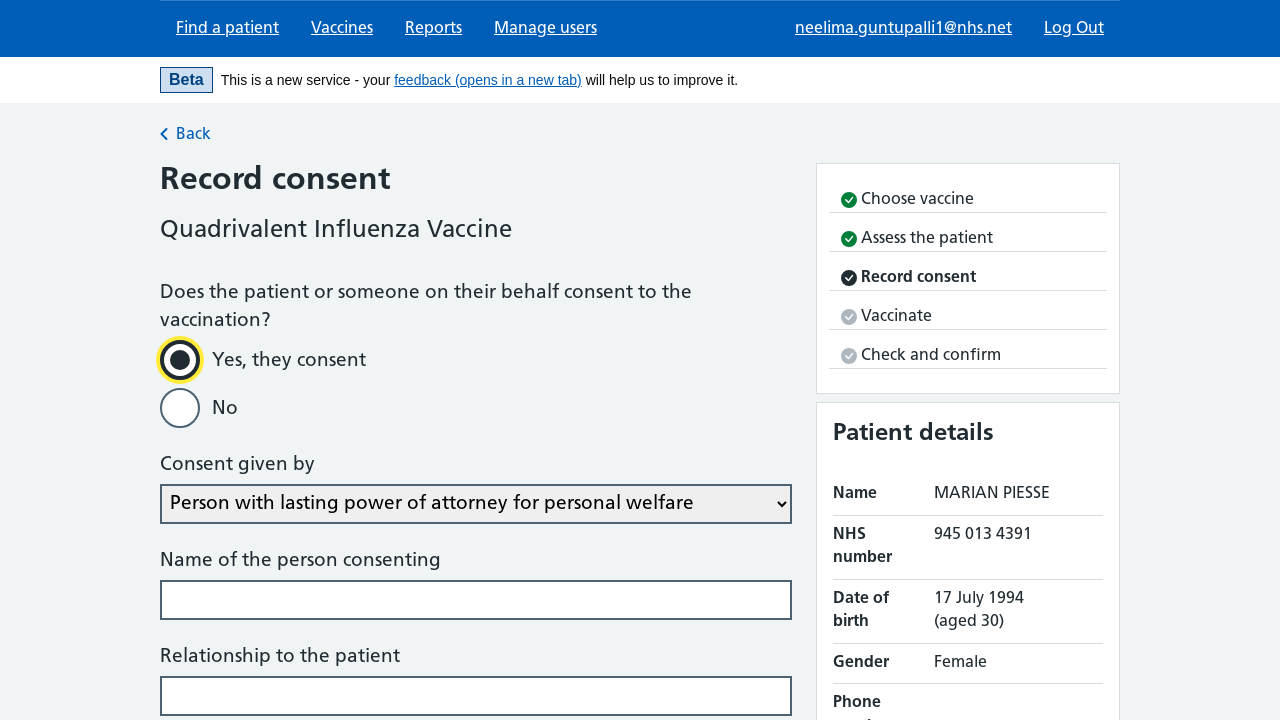 Find a patient Vaccines Reports Manage users neelima.guntupalli1@nhs.net Log Out
Beta This is a new service - your feedback (opens in a new tab) will help us to improve it.
Back
Record consent
Quadrivalent Influenza Vaccine
Does the patient or someone on their behalf consent to the
vaccination?
Yes, they consent
No
Consent given by
Person with lasting power of attorney for personal welfare
Name of the person consenting
Relationship to the patient
Choose vaccine
Assess the patient
Record consent
Vaccinate
Check and confirm
Patient details
Name MARIAN PIESSE
NHS 945 013 4391
number
Date of 17 July 1994
birth (aged 30)
Gender Female
Phone